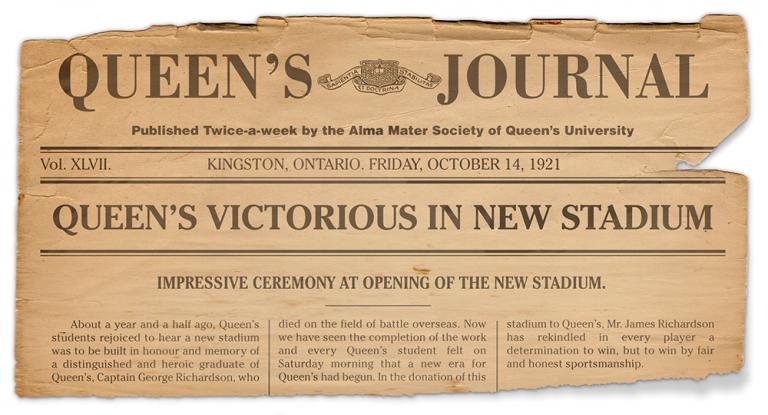 QUEEN'S JOURNAL
SAPIENTIA ET DOCTRINA STABILITAS
Published Twice-a-week by the Alma Mater Society of Queen's University
Vol. XLVII. KINGSTON, ONTARIO. FRIDAY, OCTOBER 14, 1921
QUEEN'S VICTORIOUS IN NEW STADIUM
IMPRESSIVE CEREMONY AT OPENING OF THE NEW STADIUM.
About a year and a half ago, Queen's
students rejoiced to hear a new stadium
was to be built in honour and memory of
a distinguished and heroic graduate of
Queen's, Captain George Richardson, who
died on the field of battle overseas. Now
we have seen the completion of the work
and every Queen's student felt on
Saturday morning that a new era for
Queen's had begun. In the donation of this
stadium to Queen's, Mr. James Richardson
has rekindled in every player a
determination to win, but to win by fair
and honest sportsmanship.